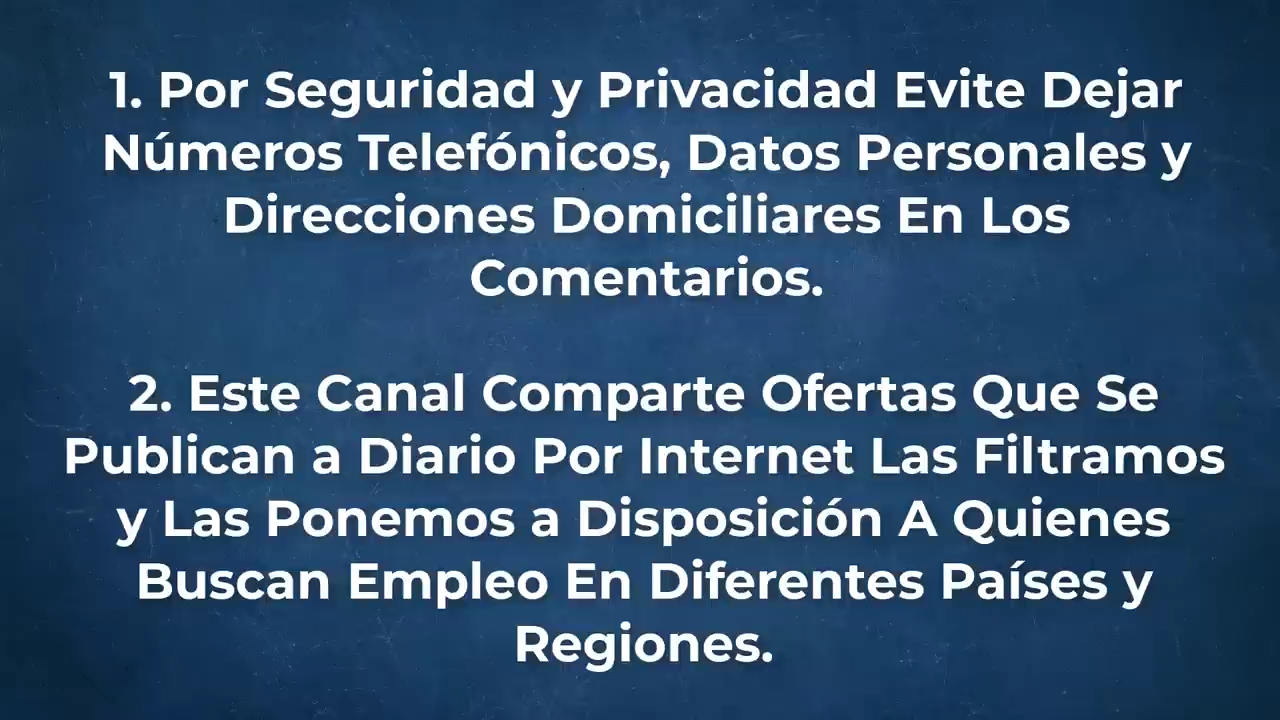 1. Por Seguridad y Privacidad Evite Dejar
Números Telefónicos, Datos Personales y
Direcciones Domiciliares En Los
Comentarios.
2. Este Canal Comparte Ofertas Que Se
Publican a Diario Por Internet Las Filtramos
y Las Ponemos a Disposición A Quienes
Buscan Empleo En Diferentes Países y
Regiones.